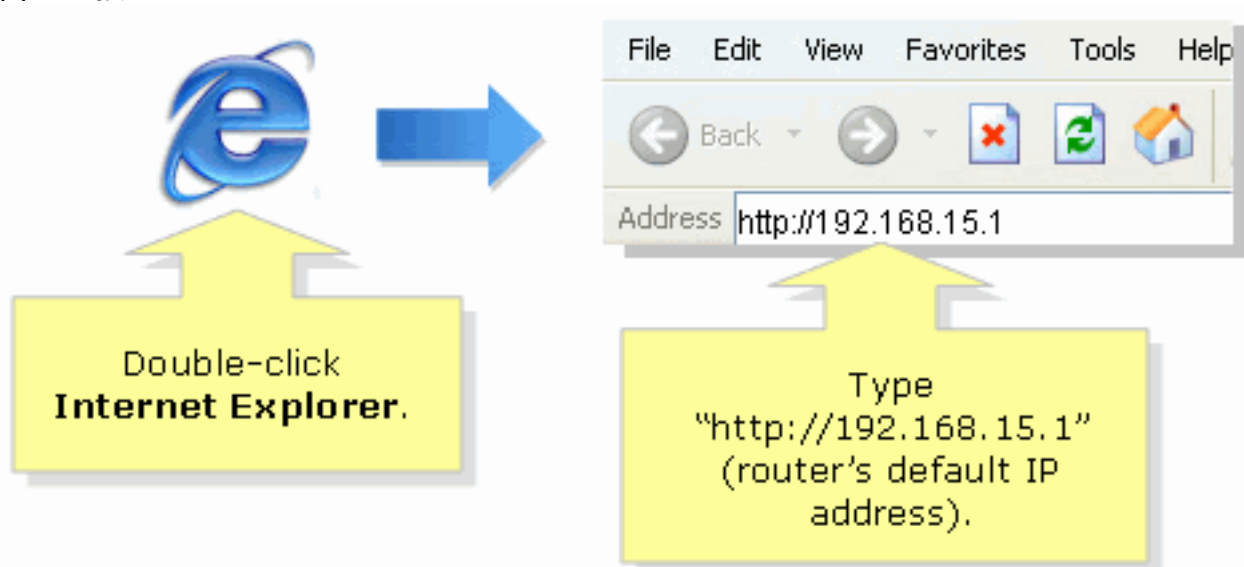 File Edit View Favorites Tools Help
Back
Address http://192.168.15.1
Double-click
Internet Explorer.
Type
“http://192.168.15.1”
(router’s default IP
address).